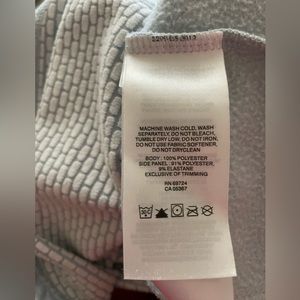 MACHINE WASH COLD, WASH
SEPARATELY, DO NOT BLEACH,
TUMBLE DRY LOW, DO NOT IRON,
DO NOT USE FABRIC SOFTENER,
DO NOT DRYCLEAN
BODY : 100% POLYESTER
SIDE PANEL : 91% POLYESTER,
9% ELASTANE
EXCLUSIVE OF TRIMMING
RN 69724
CA 05367